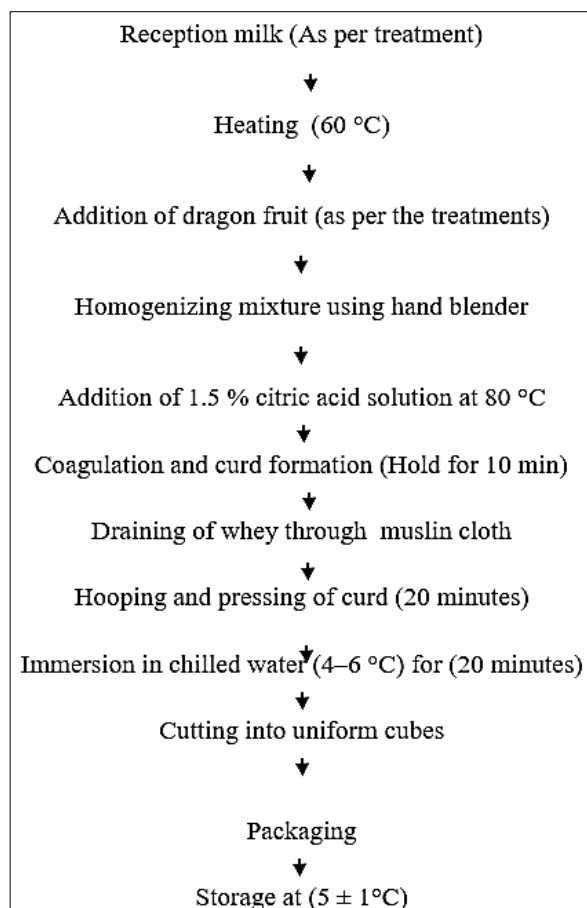 Reception milk (As per treatment)
Heating (60 °C)
Addition of dragon fruit (as per the treatments)
Homogenizing mixture using hand blender
Addition of 1.5 % citric acid solution at 80 °C
Coagulation and curd formation (Hold for 10 min)
Draining of whey through muslin cloth
Hooping and pressing of curd (20 minutes)
Immersion in chilled water (4–6 °C) for (20 minutes)
Cutting into uniform cubes
Packaging
Storage at (5 ± 1°C)